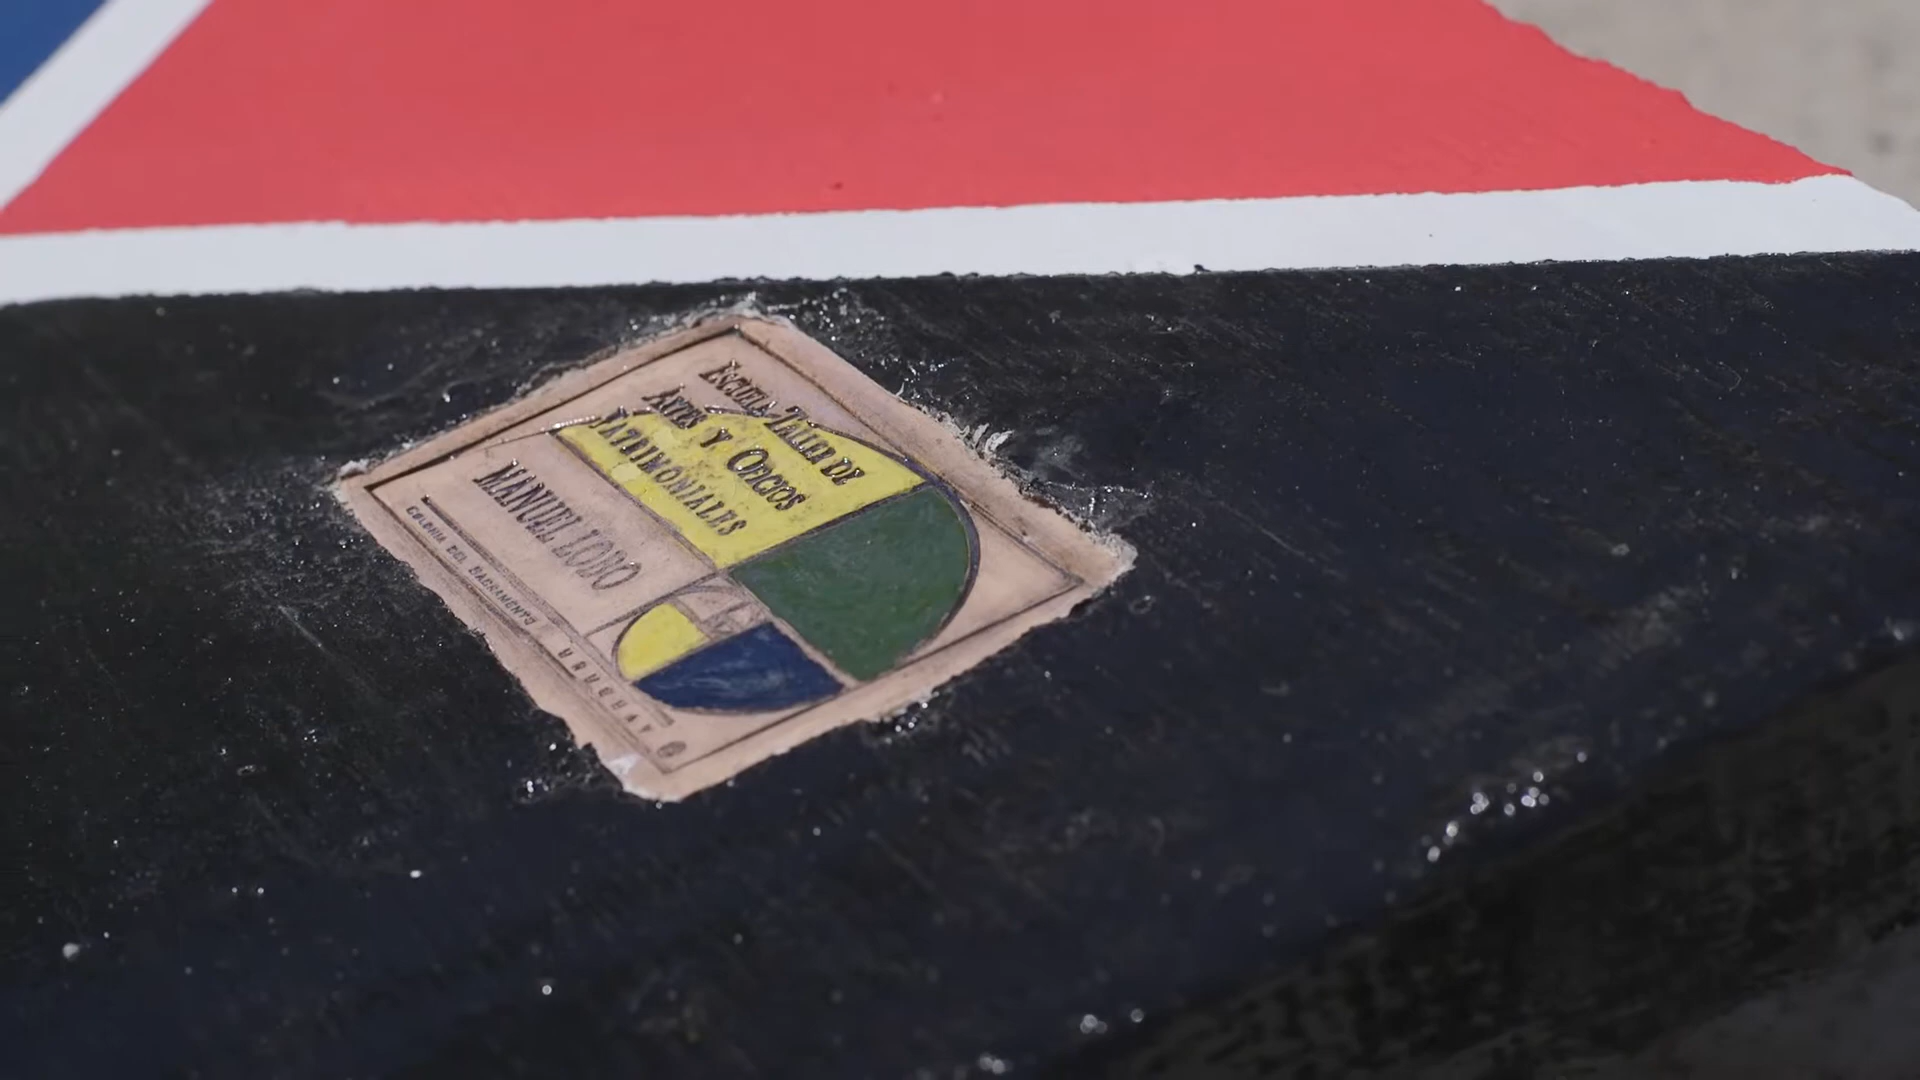 ESCUELA TALLER DE
ARTES Y OFICIOS
PATRIMONIALES
MANUEL LOBO
COLONIA DEL SACRAMENTO URUGUAY